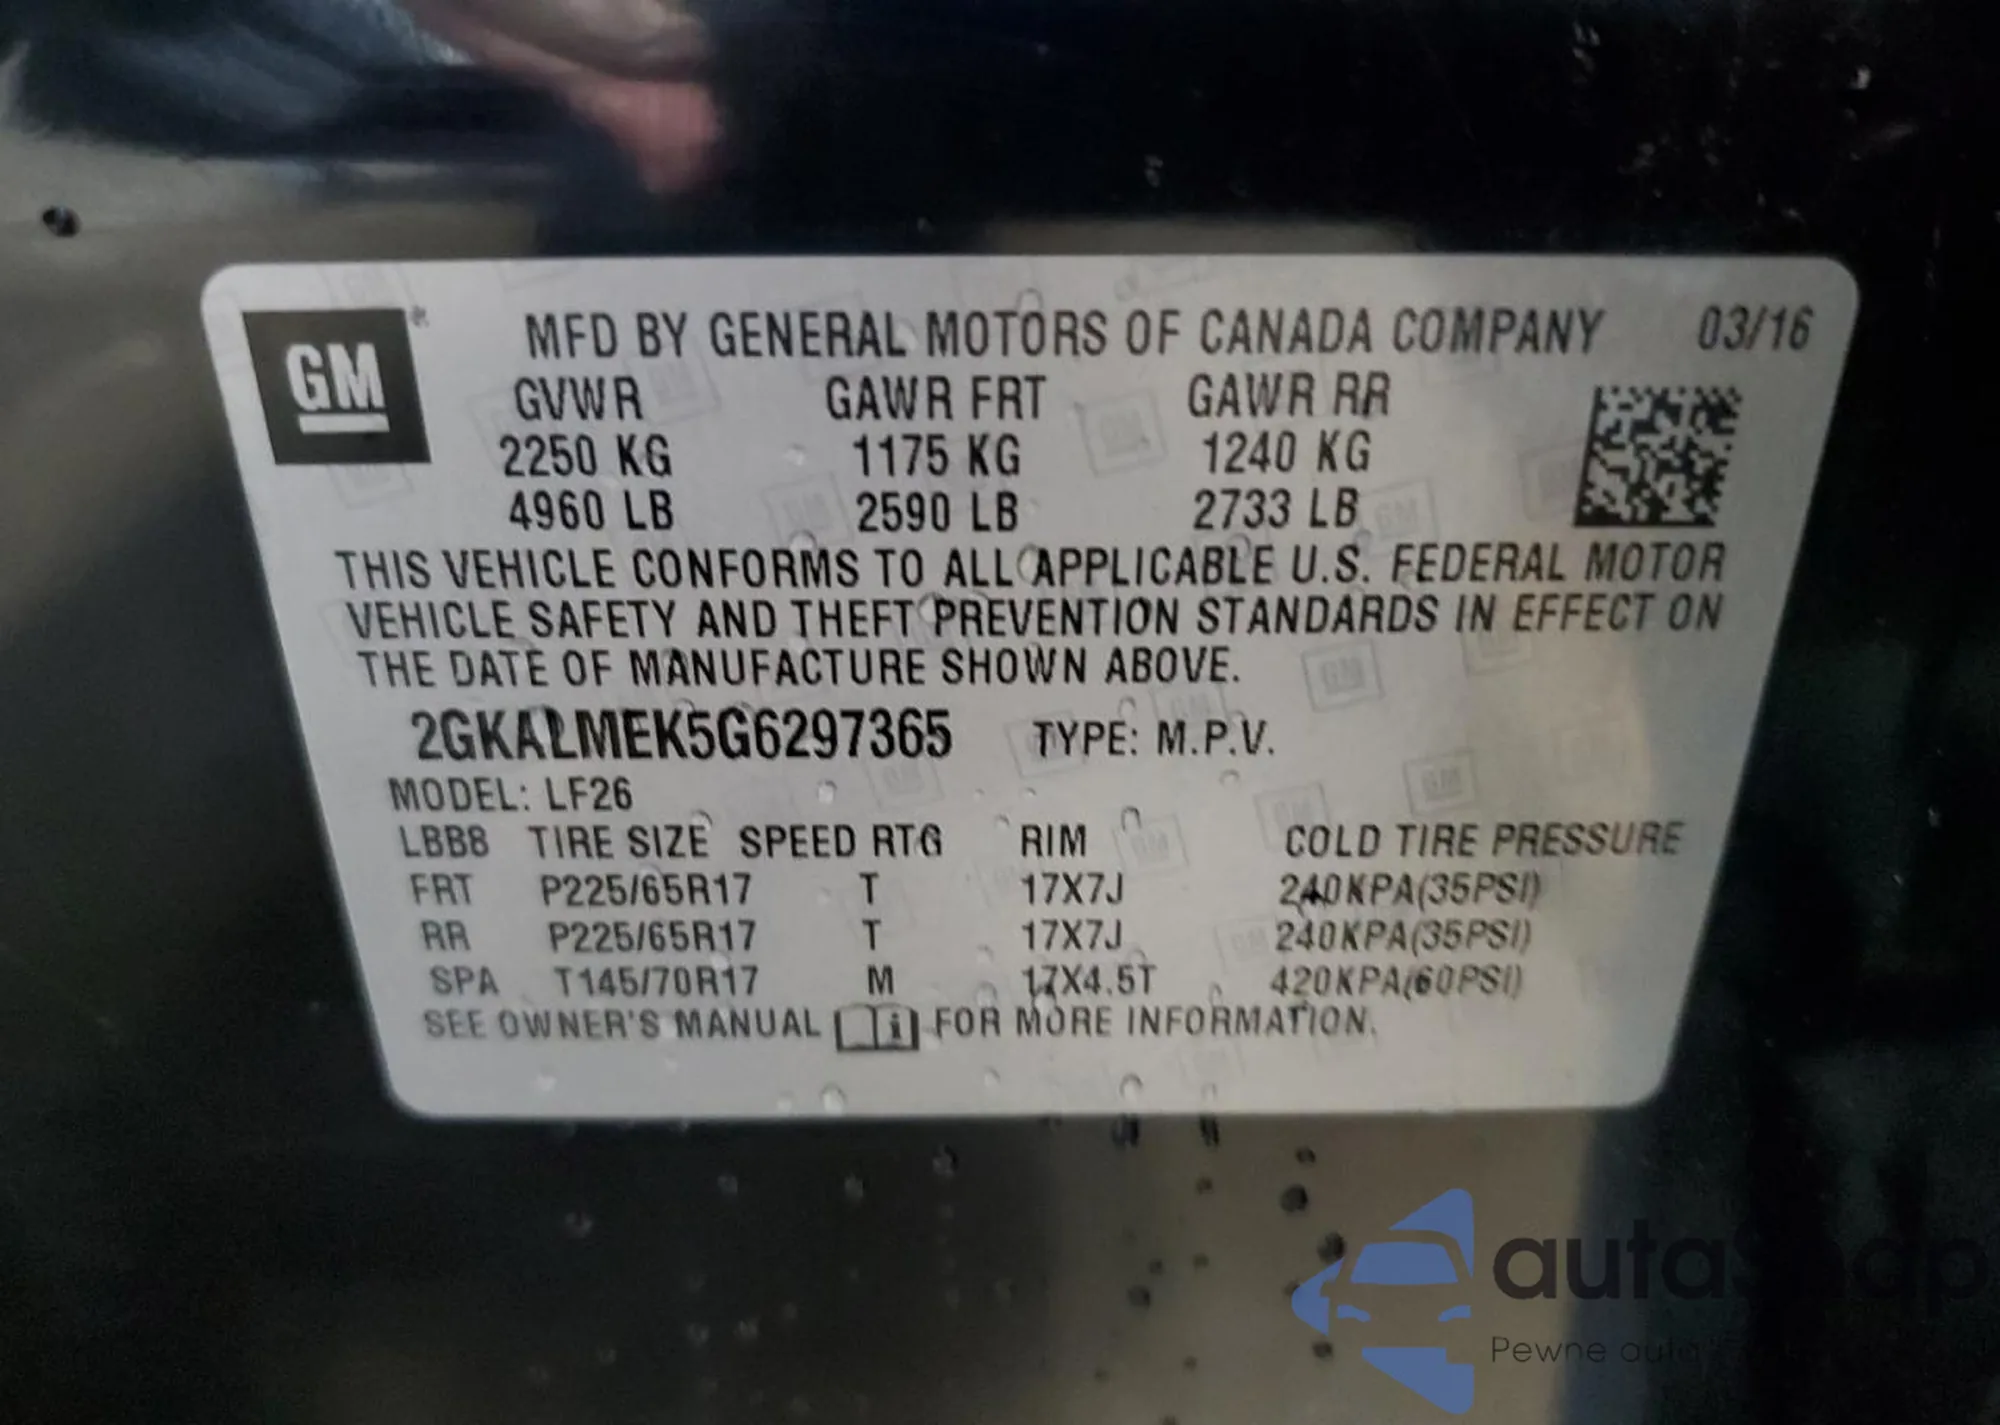 GM
MFD BY GENERAL MOTORS OF CANADA COMPANY 03/16
GVWR GAWR FRT GAWR RR
2250 KG 1175 KG 1240 KG
4960 LB 2590 LB 2733 LB
THIS VEHICLE CONFORMS TO ALL APPLICABLE U.S. FEDERAL MOTOR
VEHICLE SAFETY AND THEFT PREVENTION STANDARDS IN EFFECT ON
THE DATE OF MANUFACTURE SHOWN ABOVE.
2GKALMEK5G6297365 TYPE: M.P.V.
MODEL: LF26
LBB8 TIRE SIZE SPEED RTG RIM COLD TIRE PRESSURE
FRT P225/65R17 T 17X7J 240KPA(35PSI)
RR P225/65R17 T 17X7J 240KPA(35PSI)
SPA T145/70R17 M 17X4.5T 420KPA(60PSI)
SEE OWNER'S MANUAL FOR MORE INFORMATION.
autaShop
Pewne auta